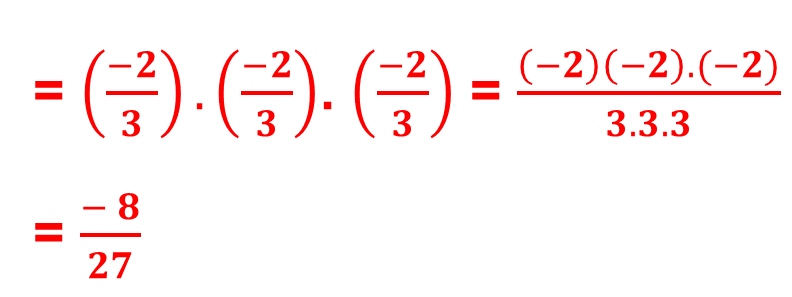 = (−2/3) . (−2/3). (−2/3) = (−2)(−2).(−2)/3.3.3
= − 8/27